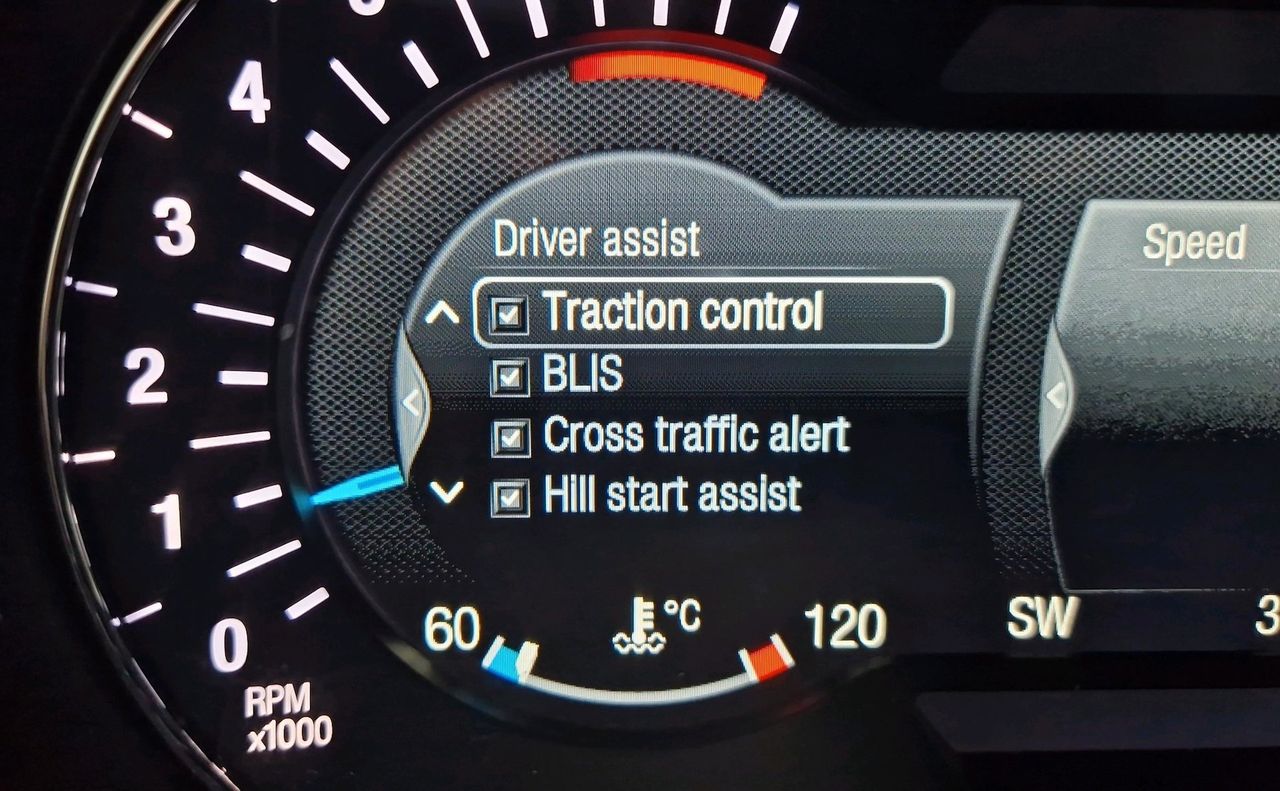 4
3
2
1
0
RPM
x1000
Driver assist
Traction control
BLIS
Cross traffic alert
Hill start assist
60
°C
120
Speed
SW